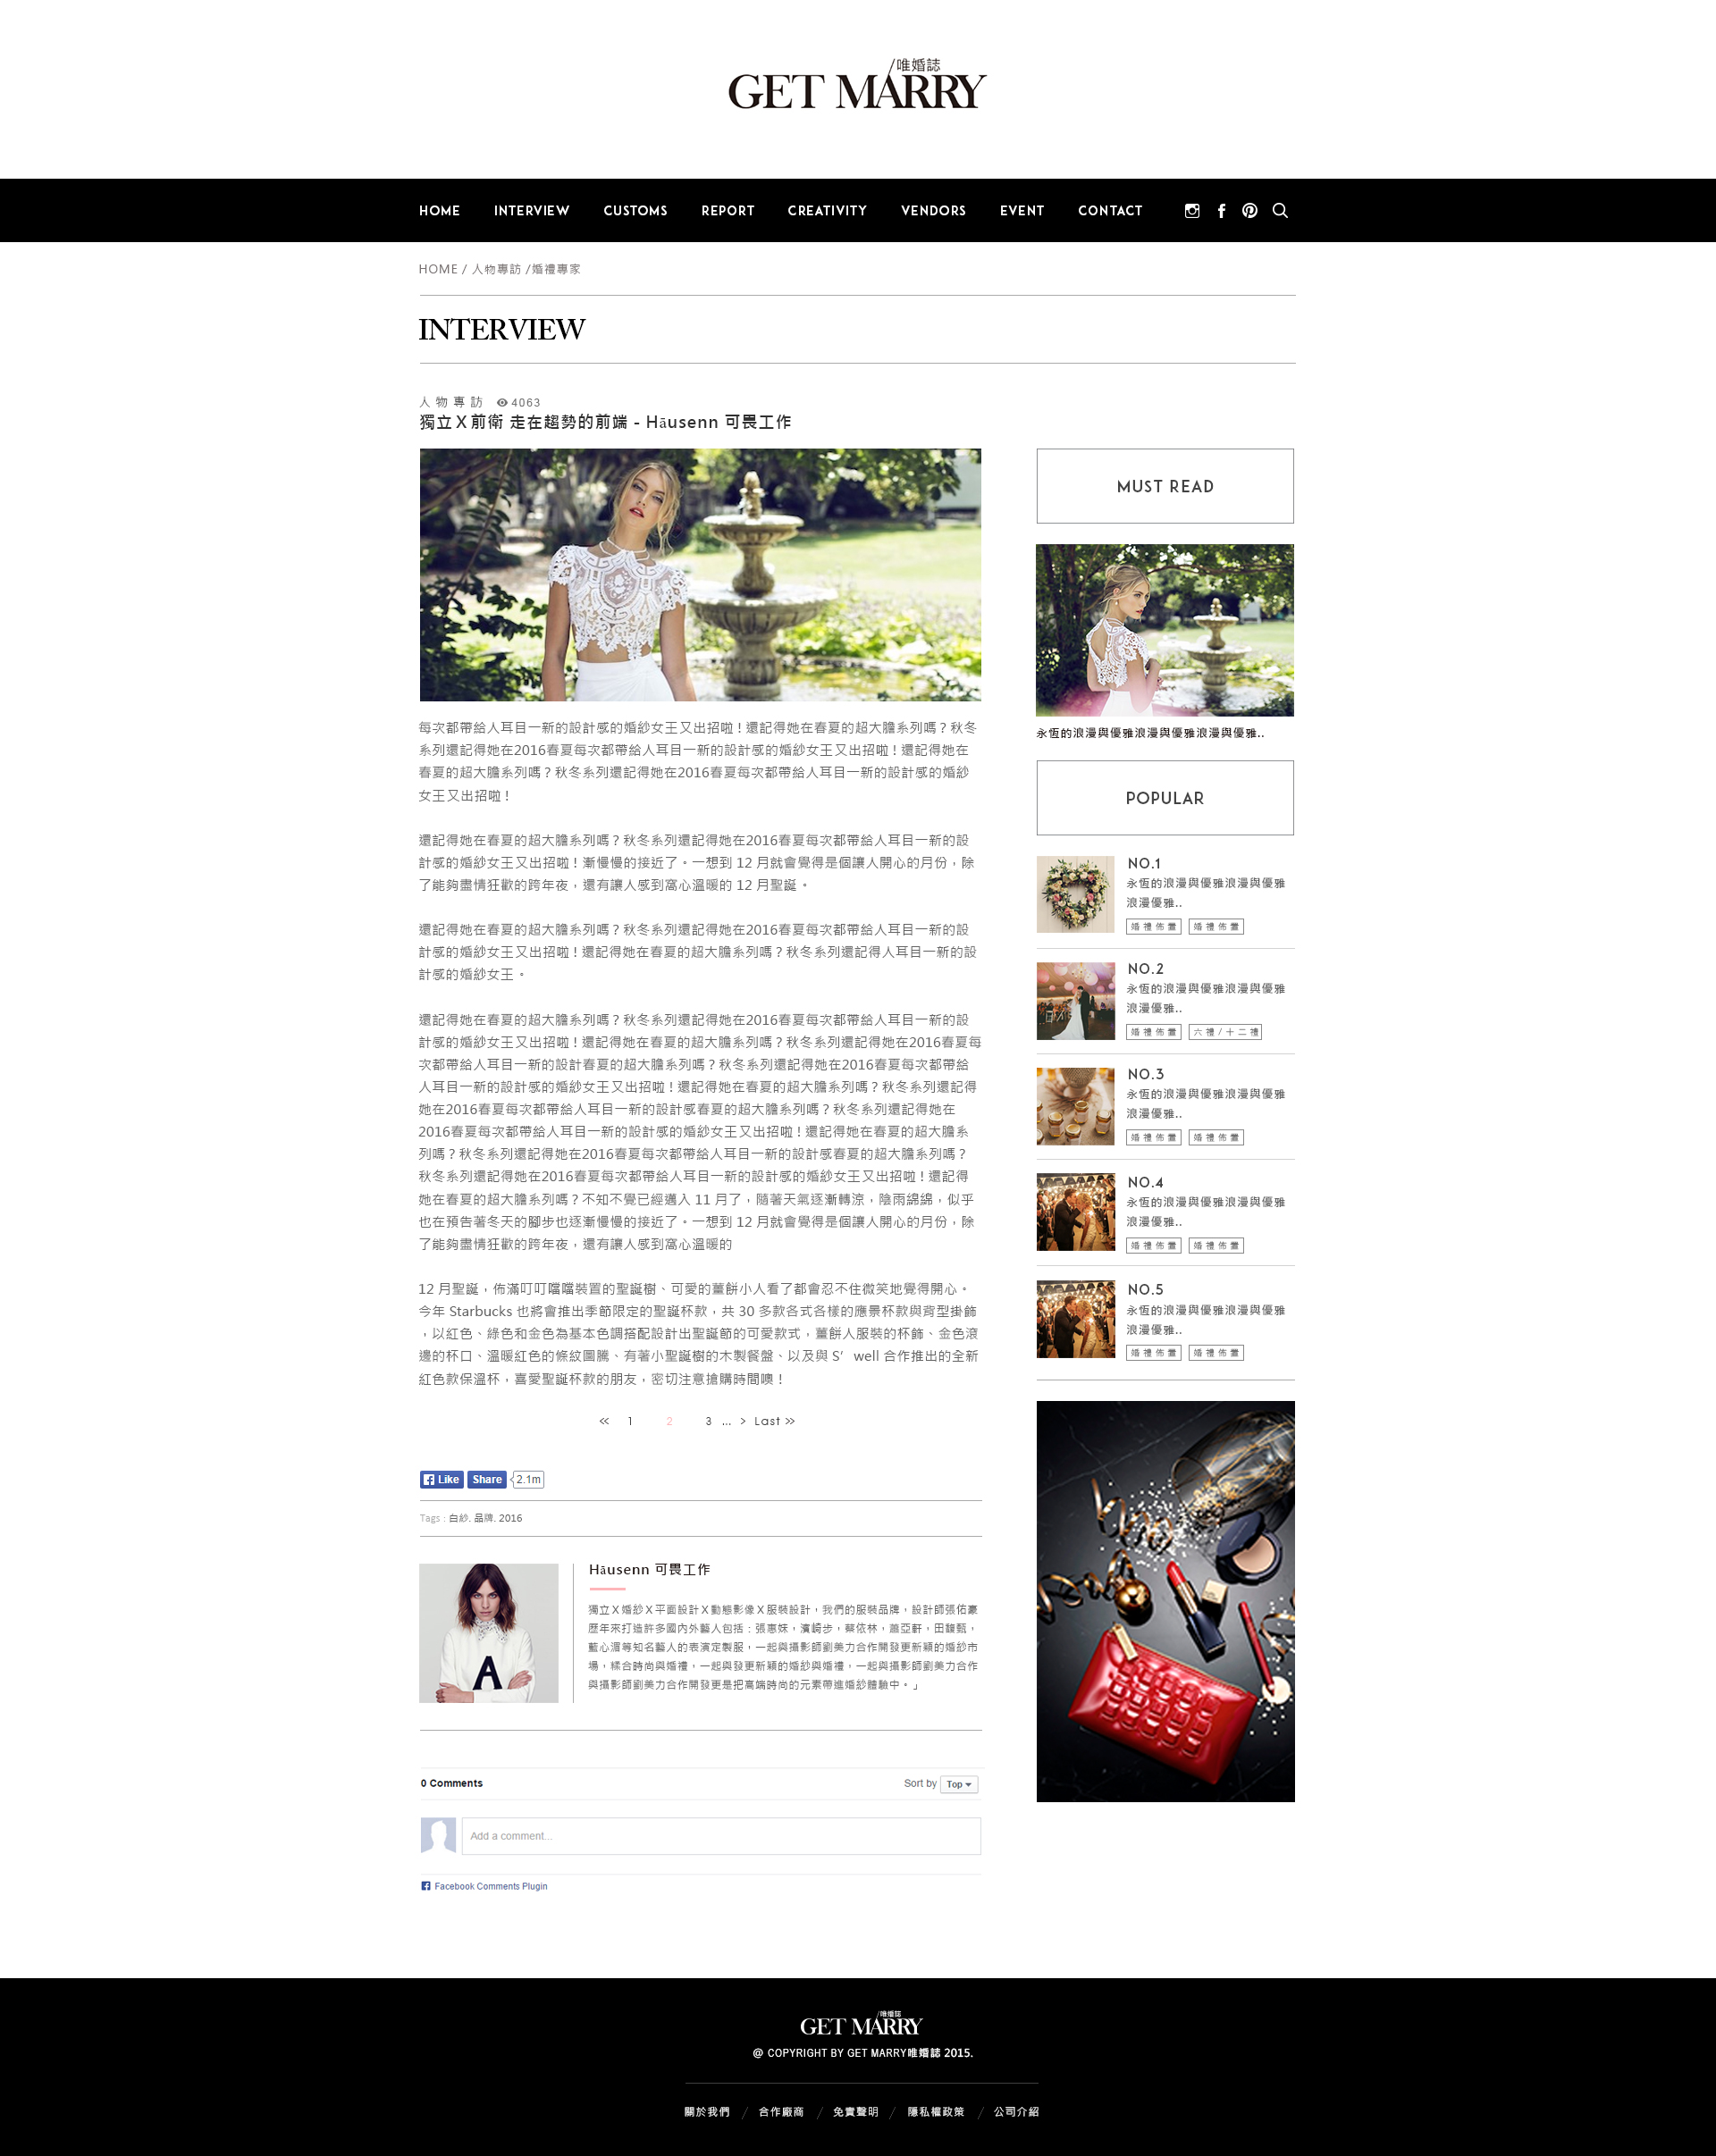 /唯婚誌
GET MARRY
HOME INTERVIEW CUSTOMS REPORT CREATIVITY VENDORS EVENT CONTACT
HOME / 人物專訪 /婚禮專家
INTERVIEW
人物專訪 4063
獨立X前衛 走在趨勢的前端 - Hāusenn 可畏工作
每次都帶給人耳目一新的設計感的婚紗女王又出招啦！還記得她在春夏的超大膽系列嗎？秋冬
系列還記得她在2016春夏每次都帶給人耳目一新的設計感的婚紗女王又出招啦！還記得她在
春夏的超大膽系列嗎？秋冬系列還記得她在2016春夏每次都帶給人耳目一新的設計感的婚紗
女王又出招啦！
還記得她在春夏的超大膽系列嗎？秋冬系列還記得她在2016春夏每次都帶給人耳目一新的設
計感的婚紗女王又出招啦！漸慢慢的接近了。一想到 12 月就會覺得是個讓人開心的月份，除
了能夠盡情狂歡的跨年夜，還有讓人感到窩心溫暖的 12 月聖誕。
還記得她在春夏的超大膽系列嗎？秋冬系列還記得她在2016春夏每次都帶給人耳目一新的設
計感的婚紗女王又出招啦！還記得她在春夏的超大膽系列嗎？秋冬系列還記得人耳目一新的設
計感的婚紗女王。
還記得她在春夏的超大膽系列嗎？秋冬系列還記得她在2016春夏每次都帶給人耳目一新的設
計感的婚紗女王又出招啦！還記得她在春夏的超大膽系列嗎？秋冬系列還記得她在2016春夏每
次都帶給人耳目一新的設計春夏的超大膽系列嗎？秋冬系列還記得她在2016春夏每次都帶給
人耳目一新的設計感的婚紗女王又出招啦！還記得她在春夏的超大膽系列嗎？秋冬系列還記得
她在2016春夏每次都帶給人耳目一新的設計感春夏的超大膽系列嗎？秋冬系列還記得她在
2016春夏每次都帶給人耳目一新的設計感的婚紗女王又出招啦！還記得她在春夏的超大膽系
列嗎？秋冬系列還記得她在2016春夏每次都帶給人耳目一新的設計感春夏的超大膽系列嗎？
秋冬系列還記得她在2016春夏每次都帶給人耳目一新的設計感的婚紗女王又出招啦！還記得
她在春夏的超大膽系列嗎？不知不覺已經邁入 11 月了，隨著天氣逐漸轉涼，陰雨綿綿，似乎
也在預告著冬天的腳步也逐漸慢慢的接近了。一想到 12 月就會覺得是個讓人開心的月份，除
了能夠盡情狂歡的跨年夜，還有讓人感到窩心溫暖的
12 月聖誕，佈滿叮叮噹噹裝置的聖誕樹、可愛的薑餅小人看了都會忍不住微笑地覺得開心。
今年 Starbucks 也將會推出季節限定的聖誕杯款，共 30 多款各式各樣的應景杯款與背型掛飾
，以紅色、綠色和金色為基本色調搭配設計出聖誕節的可愛款式，薑餅人服裝的杯飾、金色滾
邊的杯口、溫暖紅色的條紋圖騰、有著小聖誕樹的木製餐盤、以及與 S’well 合作推出的全新
紅色款保溫杯，喜愛聖誕杯款的朋友，密切注意搶購時間噢！
<< 1 2 3 ... > Last >>
Like Share 2.1m
Tags : 白紗. 品牌. 2016
Hāusenn 可畏工作
獨立X婚紗X平面設計X動態影像X服裝設計，我們的服裝品牌，設計師張佑豪
歷年來打造許多國內外藝人包括：張惠妹，濱崎步，蔡依林，蕭亞軒，田馥甄，
藍心湄等知名藝人的表演定製服，一起與攝影師劉美力合作開發更新穎的婚紗市
場，揉合時尚與婚禮，一起與發更新穎的婚紗與婚禮，一起與攝影師劉美力合作
與攝影師劉美力合作開發更是把高端時尚的元素帶進婚紗體驗中。」
0 Comments Sort by Top
Add a comment...
Facebook Comments Plugin
MUST READ
永恆的浪漫與優雅浪漫與優雅浪漫與優雅..
POPULAR
NO.1
永恆的浪漫與優雅浪漫與優雅
浪漫優雅..
婚禮佈置 婚禮佈置
NO.2
永恆的浪漫與優雅浪漫與優雅
浪漫優雅..
婚禮佈置 六禮/十二禮
NO.3
永恆的浪漫與優雅浪漫與優雅
浪漫優雅..
婚禮佈置 婚禮佈置
NO.4
永恆的浪漫與優雅浪漫與優雅
浪漫優雅..
婚禮佈置 婚禮佈置
NO.5
永恆的浪漫與優雅浪漫與優雅
浪漫優雅..
婚禮佈置 婚禮佈置
A
/唯婚誌
GET MARRY
@ COPYRIGHT BY GET MARRY唯婚誌 2015.
關於我們 / 合作廠商 / 免責聲明 / 隱私權政策 / 公司介紹